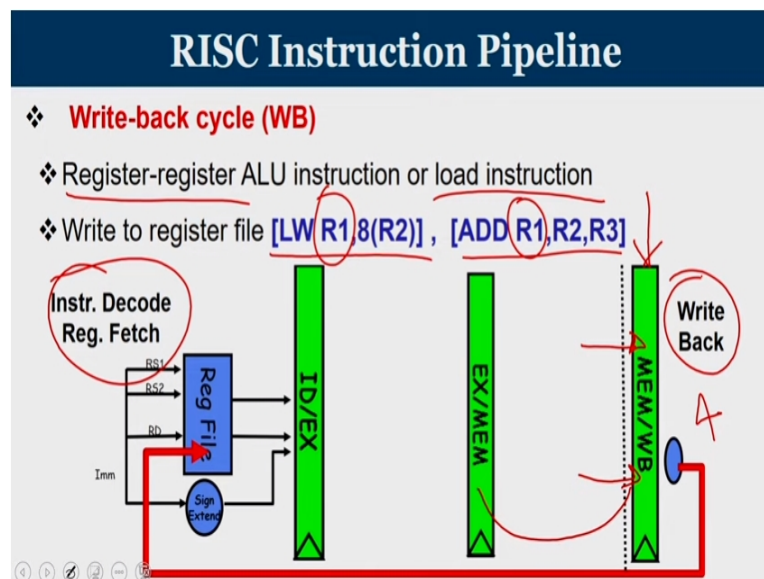 RISC Instruction Pipeline
❖ Write-back cycle (WB)
❖ Register-register ALU instruction or load instruction
❖ Write to register file [LW R1,8(R2)] , [ADD R1,R2,R3]
Instr. Decode
Reg. Fetch
RS1
RS2
RD
Imm
Reg File
Sign
Extend
ID/EX
EX/MEM
MEM/WB
Write
Back
4